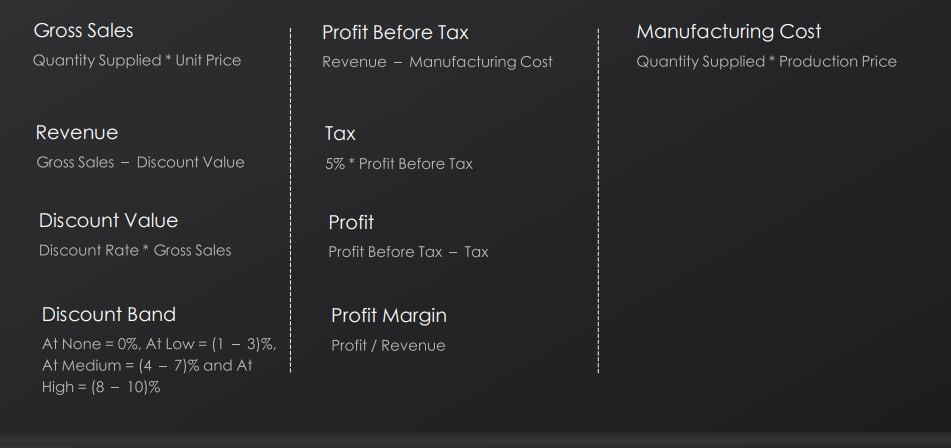 Gross Sales
Quantity Supplied * Unit Price
Revenue
Gross Sales – Discount Value
Discount Value
Discount Rate * Gross Sales
Discount Band
At None = 0%, At Low = (1 – 3)%,
At Medium = (4 – 7)% and At
High = (8 – 10)%
Profit Before Tax
Revenue – Manufacturing Cost
Tax
5% * Profit Before Tax
Profit
Profit Before Tax – Tax
Profit Margin
Profit / Revenue
Manufacturing Cost
Quantity Supplied * Production Price